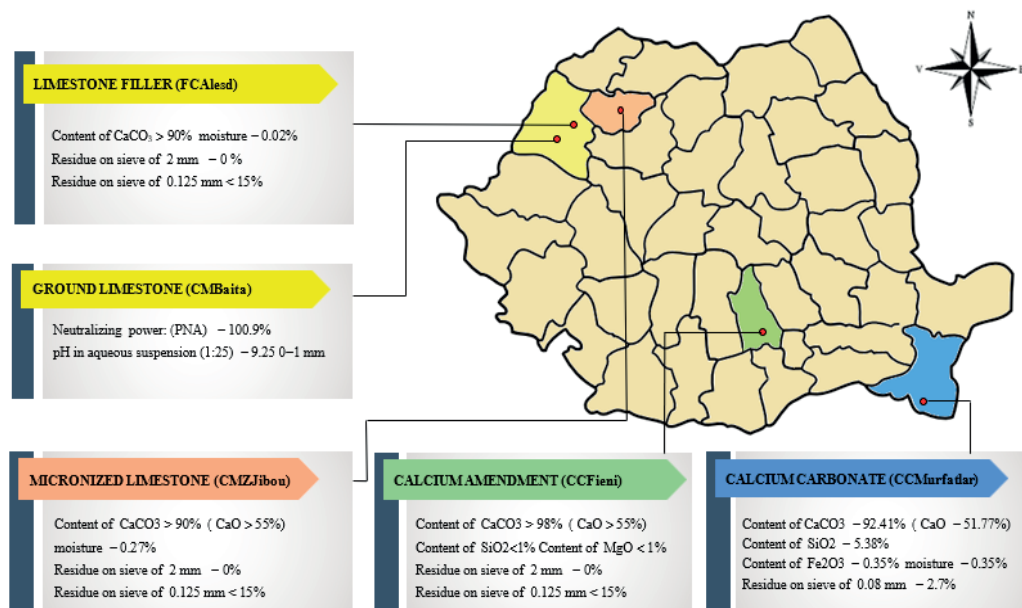 LIMESTONE FILLER (FCAlesd)
Content of CaCO₃ > 90% moisture – 0.02%
Residue on sieve of 2 mm – 0 %
Residue on sieve of 0.125 mm < 15%
GROUND LIMESTONE (CMBaita)
Neutralizing power: (PNA) – 100.9%
pH in aqueous suspension (1:25) – 9.25 0–1 mm
N
V
E
S
MICRONIZED LIMESTONE (CMZJibou)
Content of CaCO3 > 90% ( CaO > 55%)
moisture – 0.27%
Residue on sieve of 2 mm – 0%
Residue on sieve of 0.125 mm < 15%
CALCIUM AMENDMENT (CCFieni)
Content of CaCO3 > 98% ( CaO > 55%)
Content of SiO2<1% Content of MgO < 1%
Residue on sieve of 2 mm – 0%
Residue on sieve of 0.125 mm < 15%
CALCIUM CARBONATE (CCMurfatlar)
Content of CaCO3 – 92.41% (CaO – 51.77%)
Content of SiO2 – 5.38%
Content of Fe2O3 – 0.35% moisture – 0.35%
Residue on sieve of 0.08 mm – 2.7%